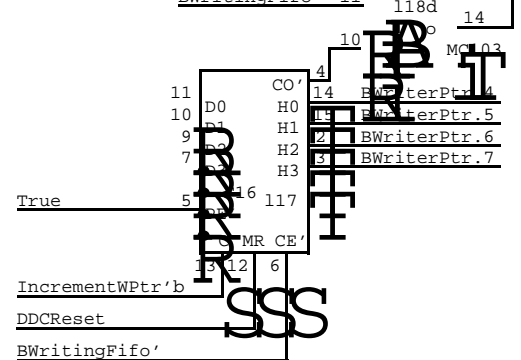 BWritingFifo' 11
118d
14
10
MC103
4
CO'
11
D0
H0
14
BWriterPtr.4
10
D1
H1
15
BWriterPtr.5
9
H2
2
BWriterPtr.6
7
H3
3
BWriterPtr.7
16
117
True
5
MR CE'
13 12 6
IncrementWPtr'b
DDCReset
SSS
BWritingFifo'